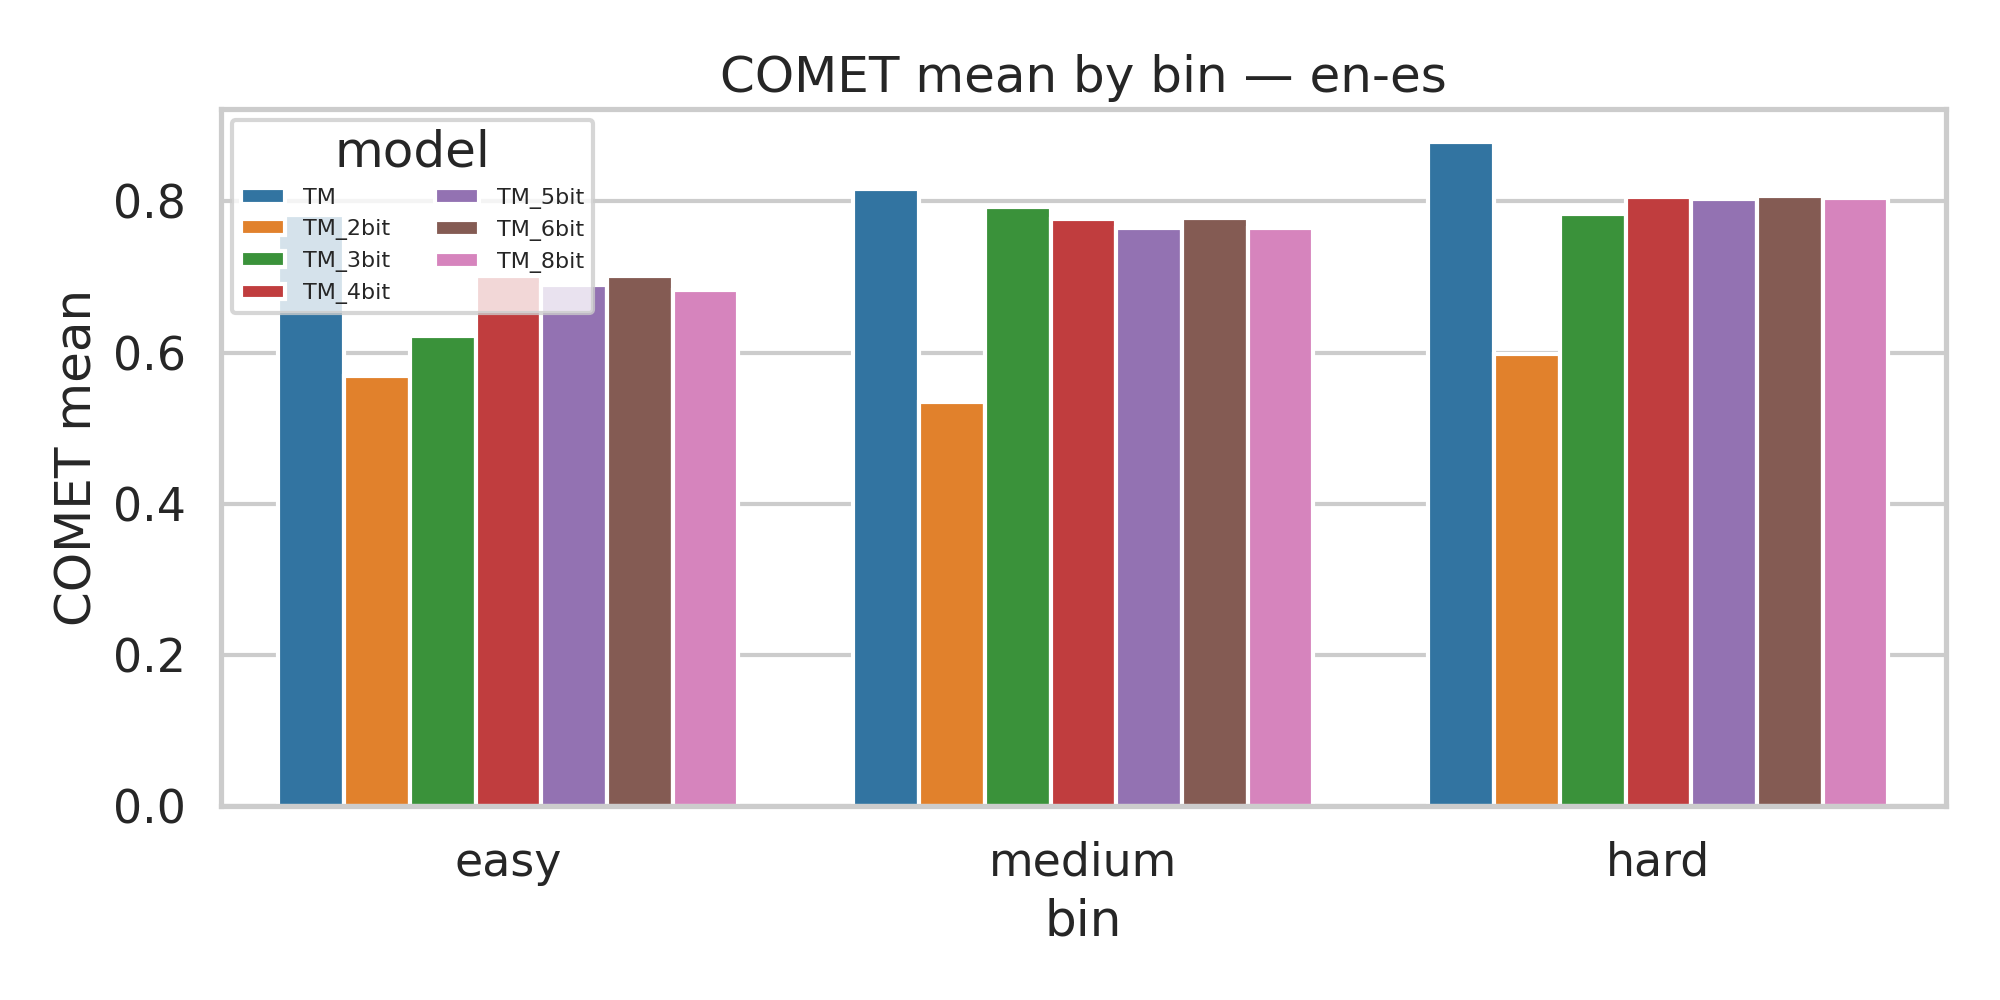 COMET mean by bin — en-es
model
TM
TM_2bit
TM_3bit
TM_4bit
TM_5bit
TM_6bit
TM_8bit
COMET mean
0.8
0.6
0.4
0.2
0.0
easy
medium
hard
bin